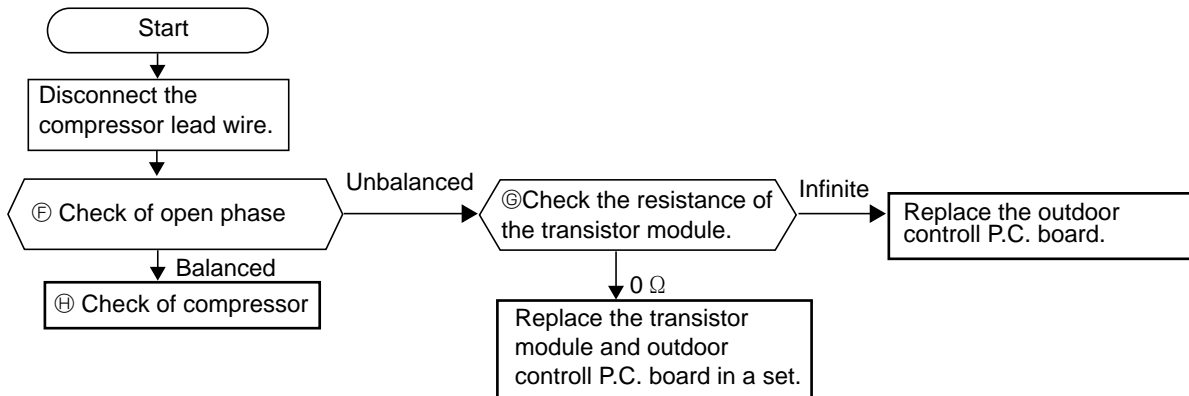 Start
Disconnect the
compressor lead wire.
Ⓕ Check of open phase
Unbalanced
ⒼCheck the resistance of
the transistor module.
Infinite
Replace the outdoor
controll P.C. board.
Balanced
Ⓗ Check of compressor
0 Ω
Replace the transistor
module and outdoor
controll P.C. board in a set.